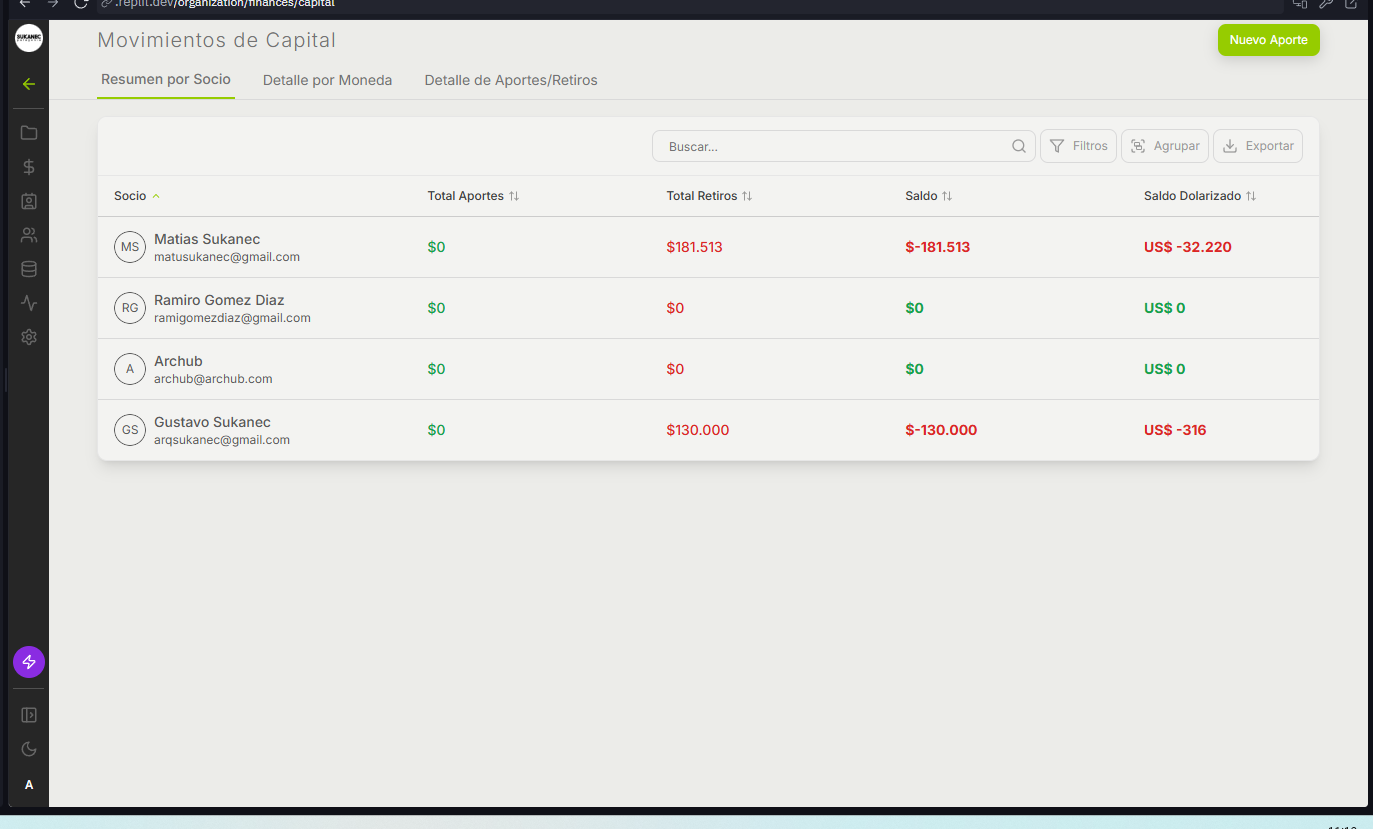 .replit.dev/organization/finances/capital
SUKANEC
Movimientos de Capital
Nuevo Aporte
Resumen por Socio Detalle por Moneda Detalle de Aportes/Retiros
Buscar... Filtros Agrupar Exportar
Socio Total Aportes Total Retiros Saldo Saldo Dolarizado
MS Matias Sukanec $0 $181.513 $-181.513 US$ -32.220
matusukanec@gmail.com
RG Ramiro Gomez Diaz $0 $0 $0 US$ 0
ramigomezdiaz@gmail.com
A Archub $0 $0 $0 US$ 0
archub@archub.com
GS Gustavo Sukanec $0 $130.000 $-130.000 US$ -316
arqsukanec@gmail.com
A